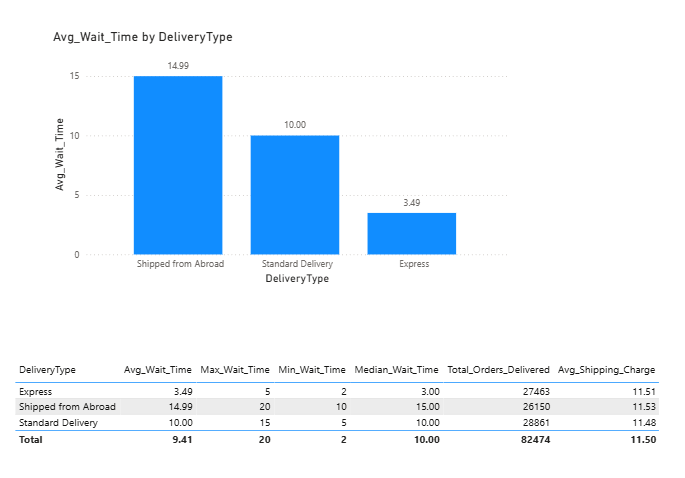 Avg_Wait_Time by DeliveryType
14.99
15
10.00
10
Avg_Wait_Time
5
3.49
0
Shipped from Abroad Standard Delivery Express
DeliveryType
DeliveryType Avg_Wait_Time Max_Wait_Time Min_Wait_Time Median_Wait_Time Total_Orders_Delivered Avg_Shipping_Charge
Express 3.49 5 2 3.00 27463 11.51
Shipped from Abroad 14.99 20 10 15.00 26150 11.53
Standard Delivery 10.00 15 5 10.00 28861 11.48
Total 9.41 20 2 10.00 82474 11.50